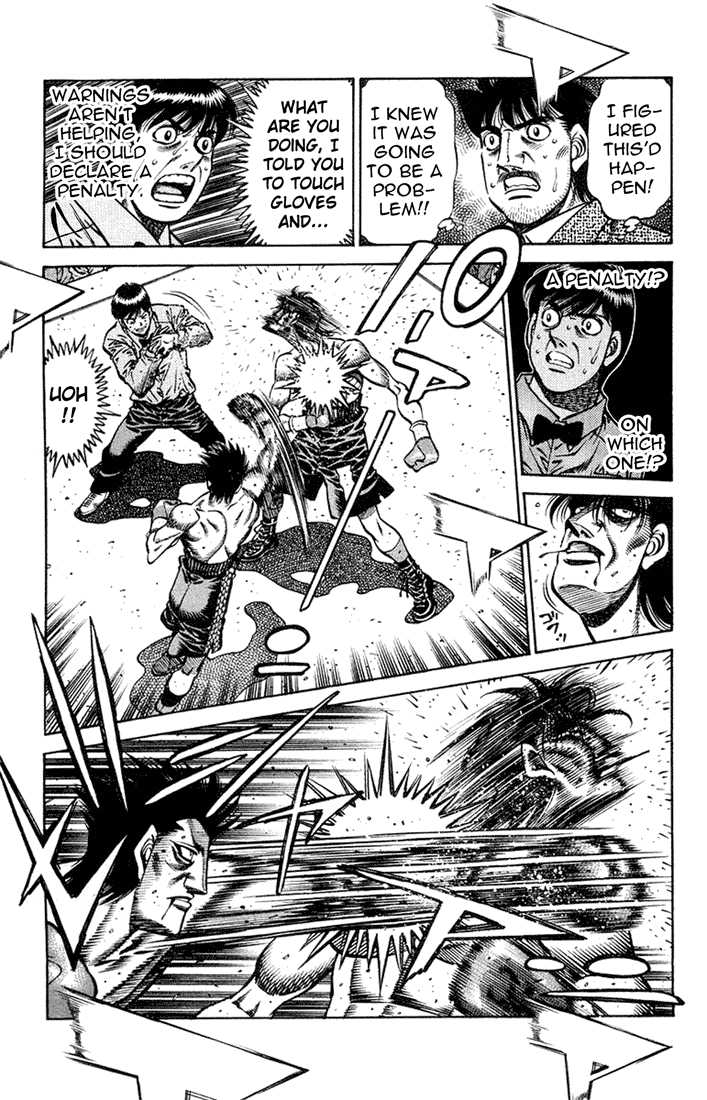 I FIG-
URED
THIS'D
HAP-
PEN!
I KNEW
IT WAS
GOING
TO BE A
PROB-
LEM!!
WHAT
ARE YOU
DOING, I
TOLD YOU
TO TOUCH
GLOVES
AND...
WARNINGS
AREN'T
HELPING,
I SHOULD
DECLARE A
PENALTY.
A PENALTY!?
ON
WHICH
ONE!?
UOH
!!